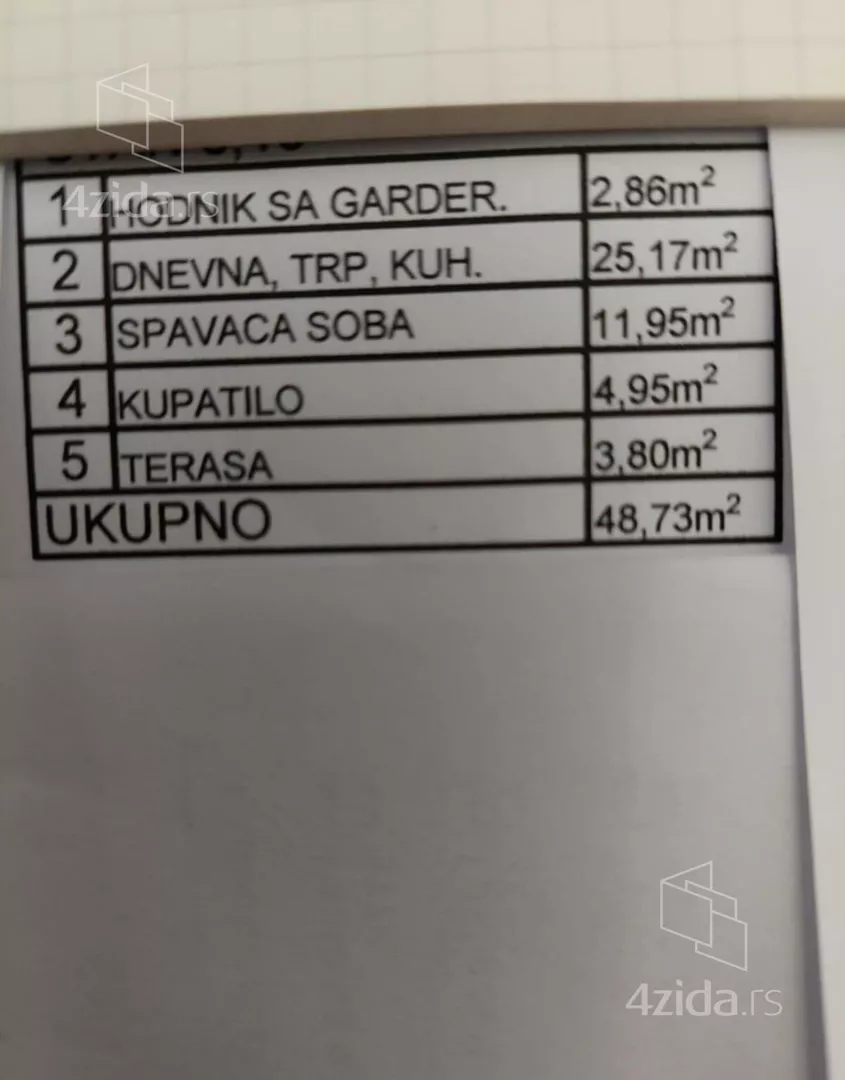 1 HODNIK SA GARDER. 2,86m²
2 DNEVNA, TRP, KUH. 25,17m²
3 SPAVACA SOBA 11,95m²
4 KUPATILO 4,95m²
5 TERASA 3,80m²
UKUPNO 48,73m²
4zida.rs
4zida.rs